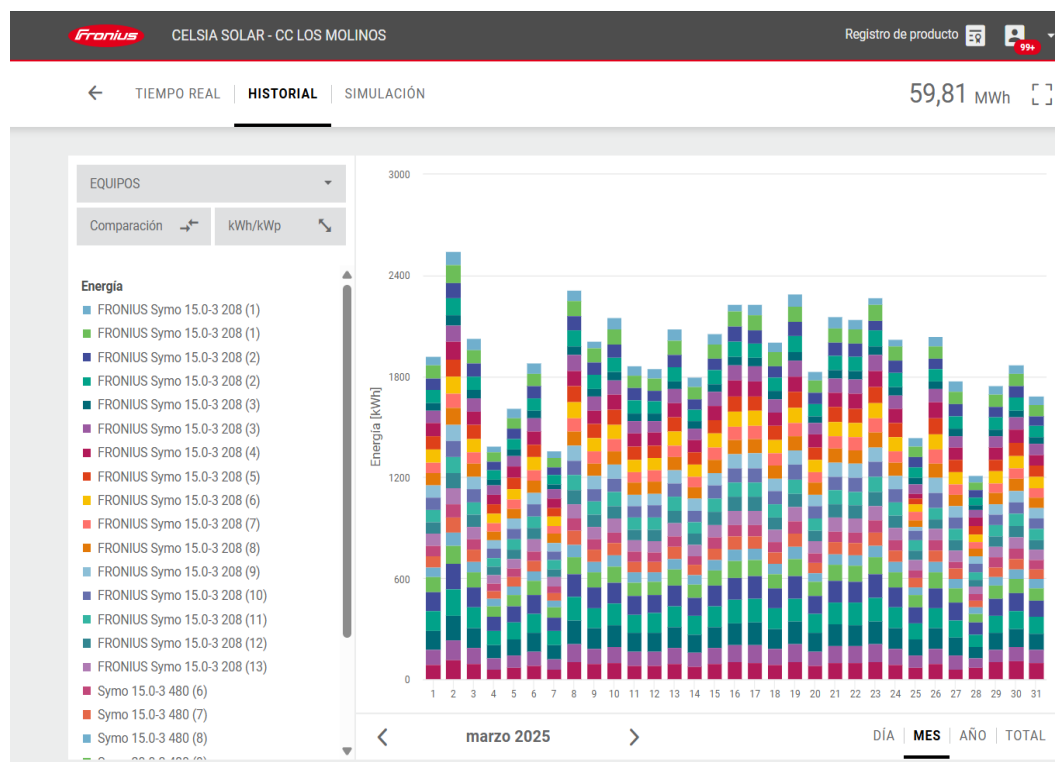 Fronius CELSIA SOLAR - CC LOS MOLINOS Registro de producto 99+
TIEMPO REAL HISTORIAL SIMULACIÓN 59,81 MWh
EQUIPOS
Comparación kWh/kWp
Energía
FRONIUS Symo 15.0-3 208 (1)
FRONIUS Symo 15.0-3 208 (1)
FRONIUS Symo 15.0-3 208 (2)
FRONIUS Symo 15.0-3 208 (2)
FRONIUS Symo 15.0-3 208 (3)
FRONIUS Symo 15.0-3 208 (3)
FRONIUS Symo 15.0-3 208 (4)
FRONIUS Symo 15.0-3 208 (5)
FRONIUS Symo 15.0-3 208 (6)
FRONIUS Symo 15.0-3 208 (7)
FRONIUS Symo 15.0-3 208 (8)
FRONIUS Symo 15.0-3 208 (9)
FRONIUS Symo 15.0-3 208 (10)
FRONIUS Symo 15.0-3 208 (11)
FRONIUS Symo 15.0-3 208 (12)
FRONIUS Symo 15.0-3 208 (13)
Symo 15.0-3 480 (6)
Symo 15.0-3 480 (7)
Symo 15.0-3 480 (8)
Energía [kWh]
3000
2400
1800
1200
600
0
1 2 3 4 5 6 7 8 9 10 11 12 13 14 15 16 17 18 19 20 21 22 23 24 25 26 27 28 29 30 31
marzo 2025 DÍA MES AÑO TOTAL